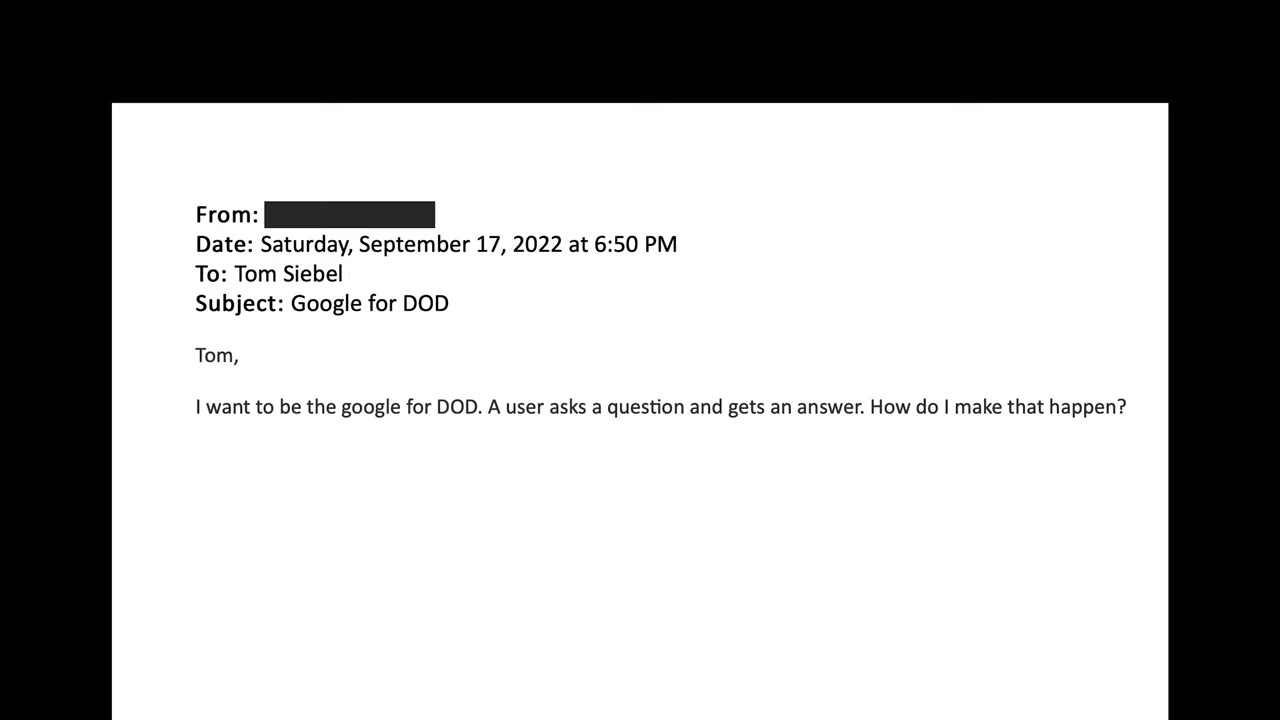 From:
Date: Saturday, September 17, 2022 at 6:50 PM
To: Tom Siebel
Subject: Google for DOD
Tom,
I want to be the google for DOD. A user asks a question and gets an answer. How do I make that happen?